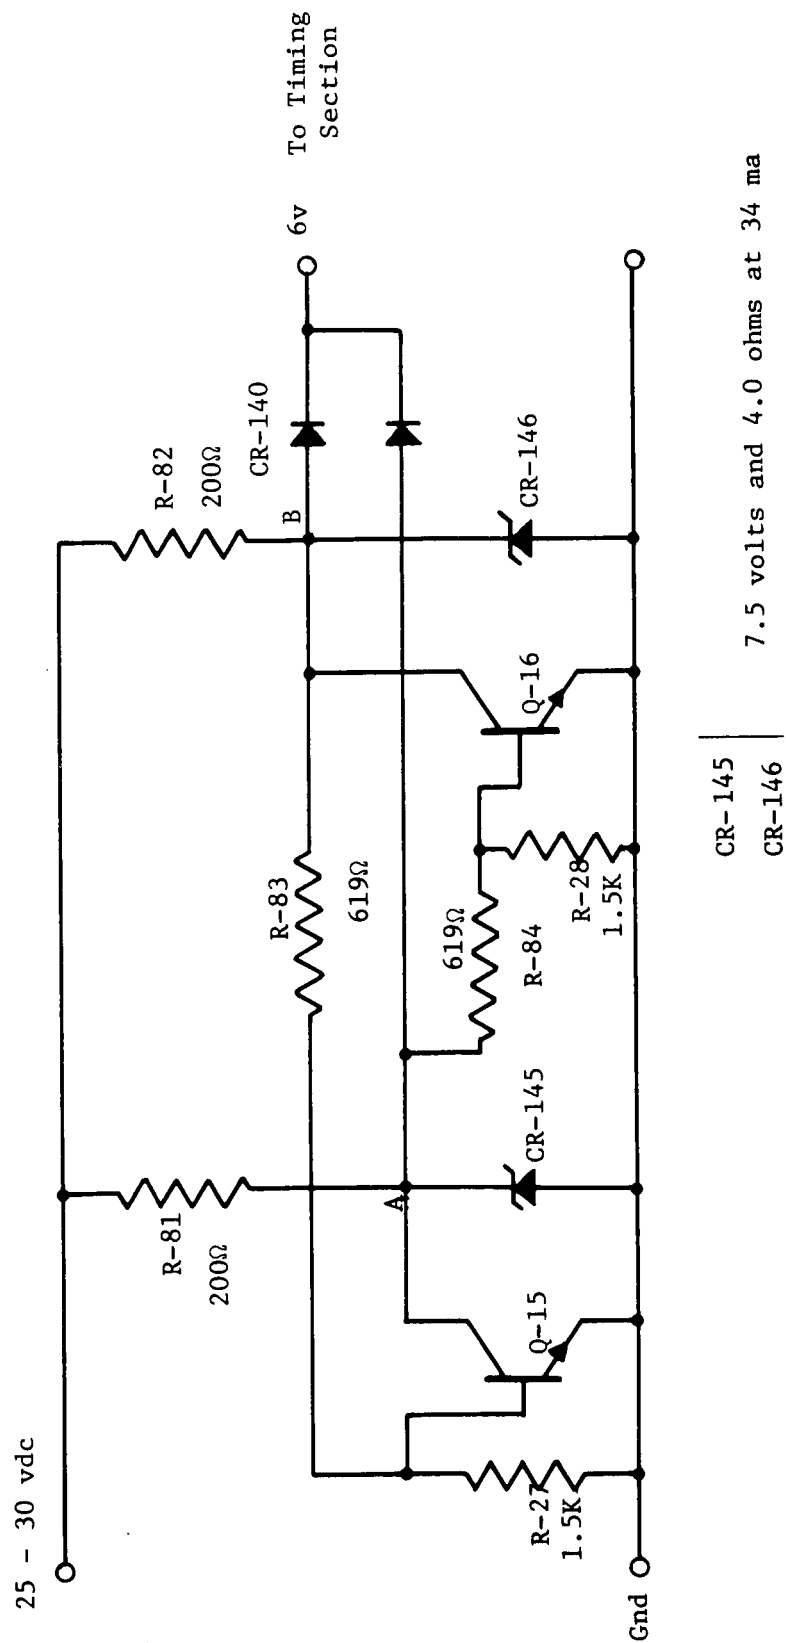 25 - 30 vdc
R-81
200Ω
R-82
200Ω
CR-140
6v To Timing
Section
B
R-83
619Ω
A
619Ω
R-84
CR-145
CR-146
Q-15
Q-16
R-27
1.5K
R-28
1.5K
Gnd
CR-145
CR-146
7.5 volts and 4.0 ohms at 34 ma